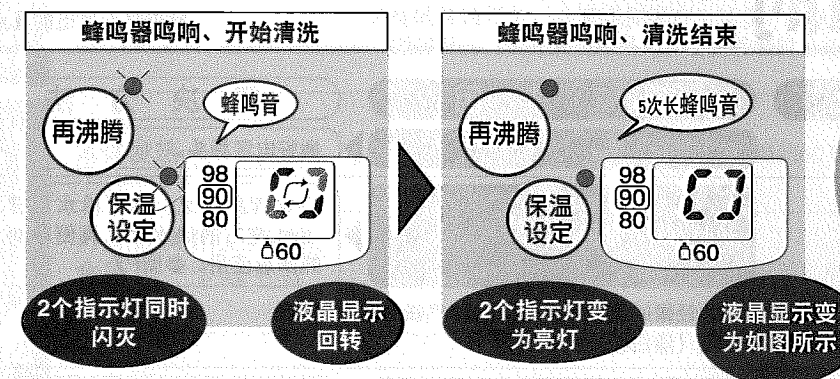 蜂鸣器鸣响、开始清洗
再沸腾
蜂鸣音
保温
设定
98
90
80
60
2个指示灯同时
闪灭
液晶显示
回转
蜂鸣器鸣响、清洗结束
再沸腾
5次长蜂鸣音
保温
设定
98
90
80
60
2个指示灯变
为亮灯
液晶显示变
为如图所示